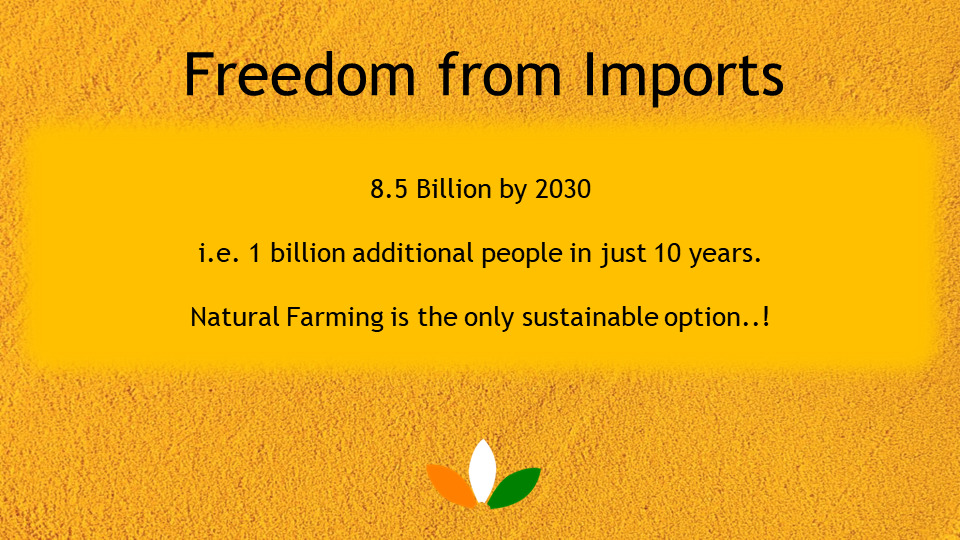 Freedom from Imports
8.5 Billion by 2030
i.e. 1 billion additional people in just 10 years.
Natural Farming is the only sustainable option..!